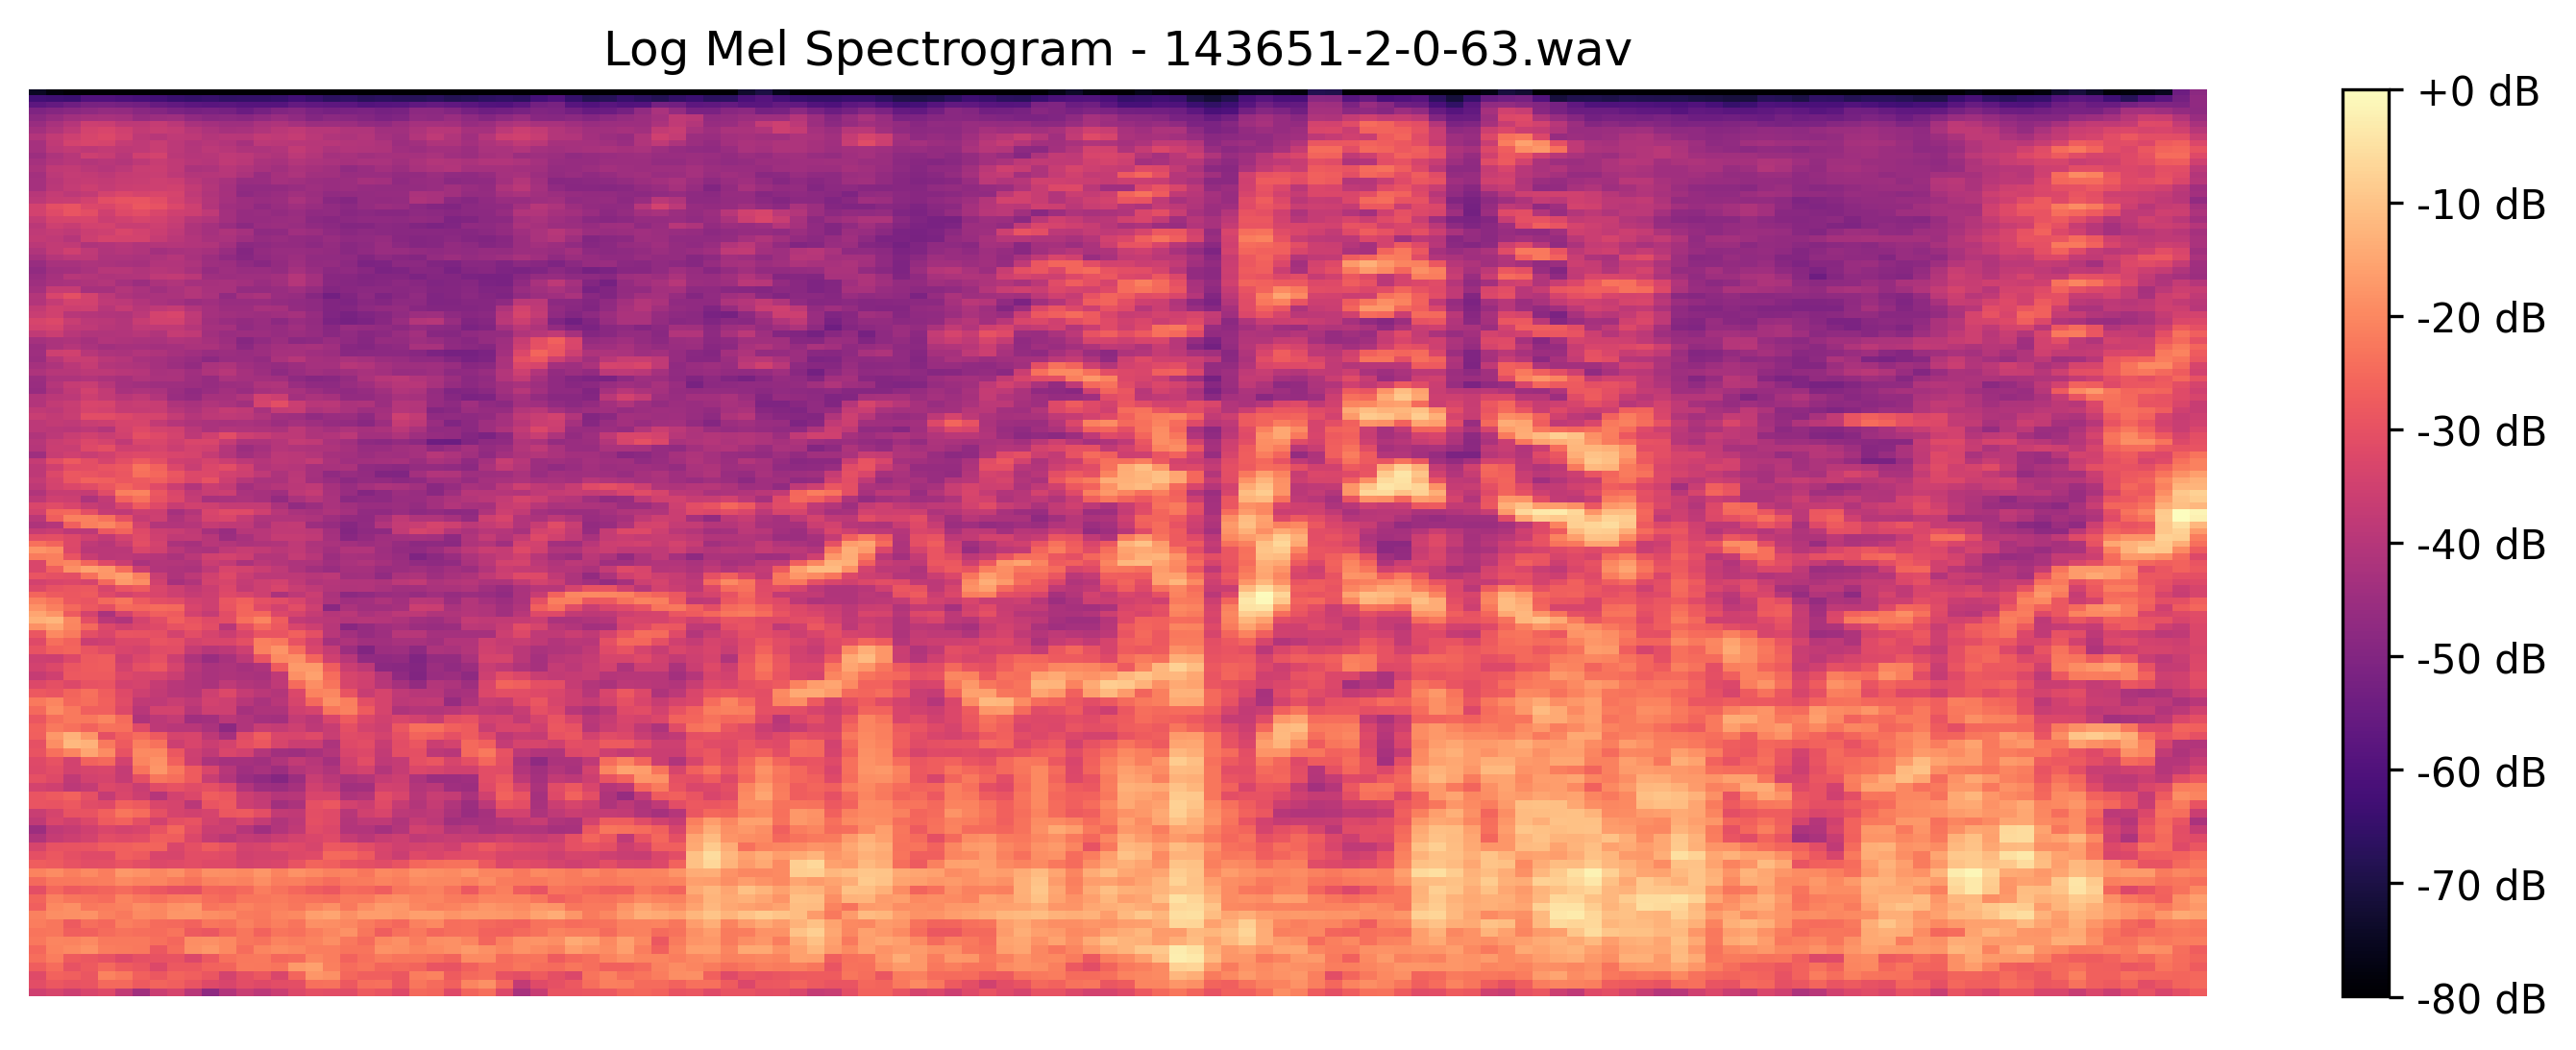 Log Mel Spectrogram - 143651-2-0-63.wav
+0 dB
-10 dB
-20 dB
-30 dB
-40 dB
-50 dB
-60 dB
-70 dB
-80 dB